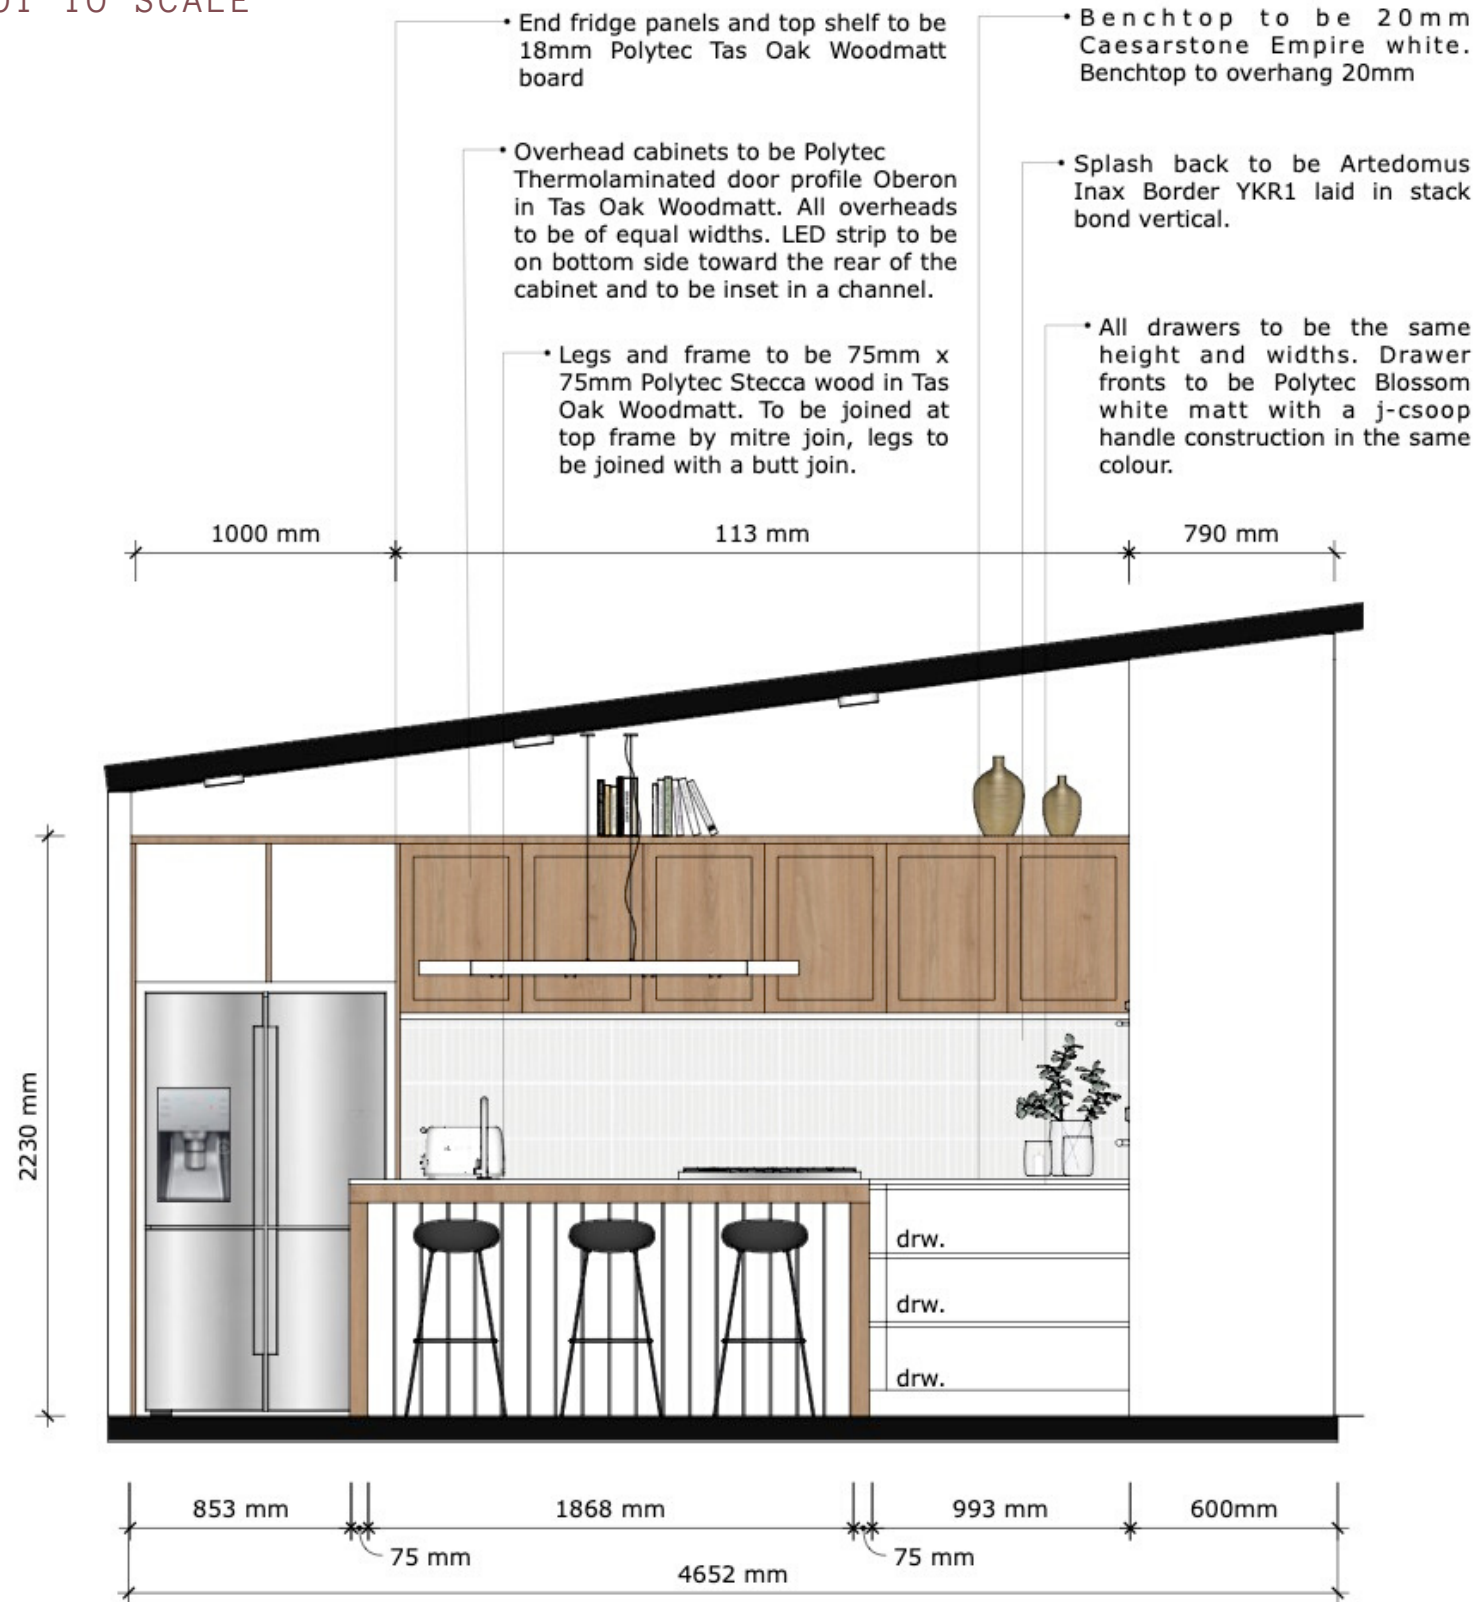 TO SCALE
• End fridge panels and top shelf to be
18mm Polytec Tas Oak Woodmatt
board
• Benchtop to be 20mm
Caesarstone Empire white.
Benchtop to overhang 20mm
• Overhead cabinets to be Polytec
Thermolaminated door profile Oberon
in Tas Oak Woodmatt. All overheads
to be of equal widths. LED strip to be
on bottom side toward the rear of the
cabinet and to be inset in a channel.
• Splash back to be Artedomus
Inax Border YKR1 laid in stack
bond vertical.
• Legs and frame to be 75mm x
75mm Polytec Stecca wood in Tas
Oak Woodmatt. To be joined at
top frame by mitre join, legs to
be joined with a butt join.
• All drawers to be the same
height and widths. Drawer
fronts to be Polytec Blossom
white matt with a j-csoop
handle construction in the same
colour.
1000 mm 113 mm 790 mm
2230 mm
drw.
drw.
drw.
853 mm 1868 mm 993 mm 600mm
75 mm 75 mm
4652 mm